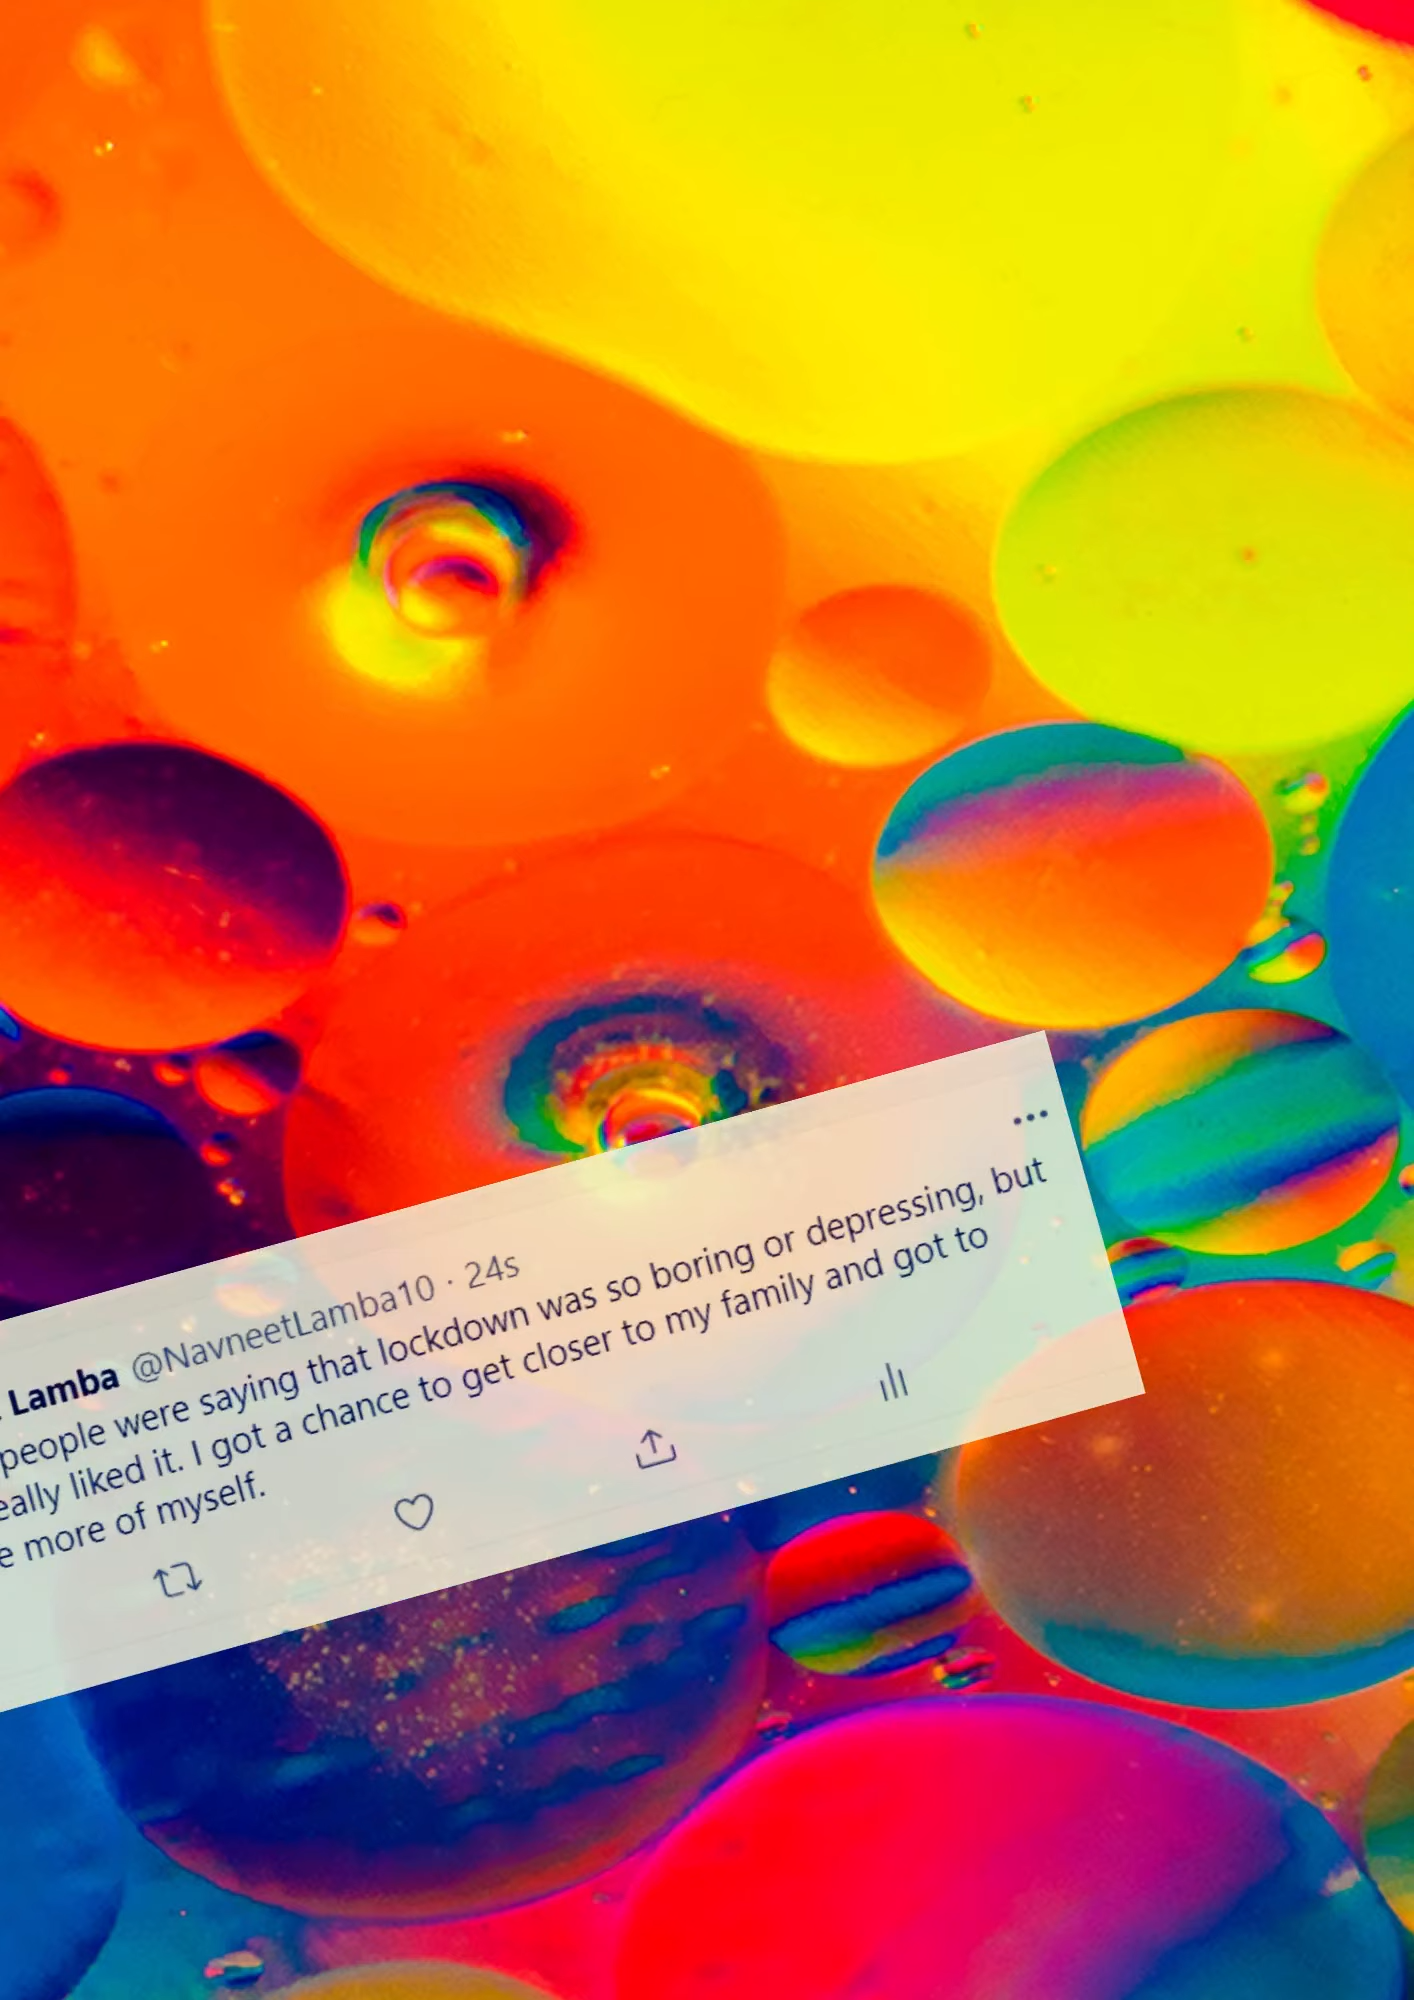 Lamba @NavneetLamba10 · 24s
people were saying that lockdown was so boring or depressing, but
eally liked it. I got a chance to get closer to my family and got to
e more of myself.